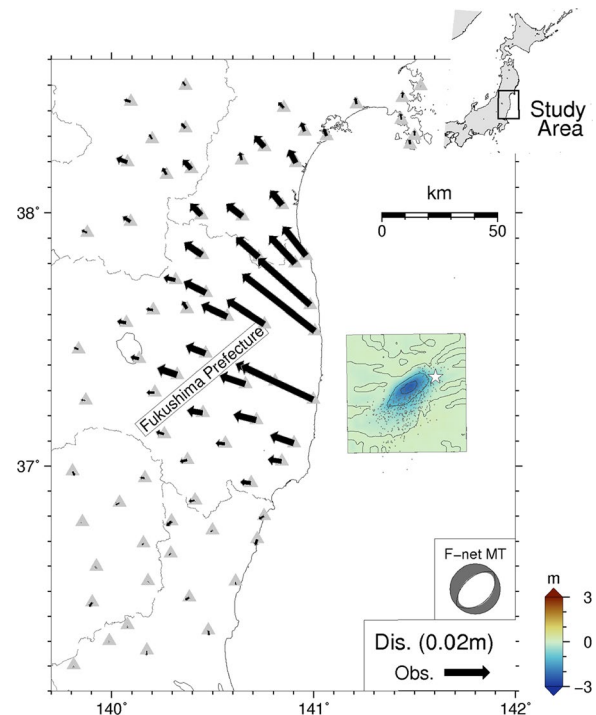 Study
Area
km
0 50
38°
Fukushima Prefecture
37°
F-net MT
m
3
0
−3
Dis. (0.02m)
Obs.
140° 141° 142°